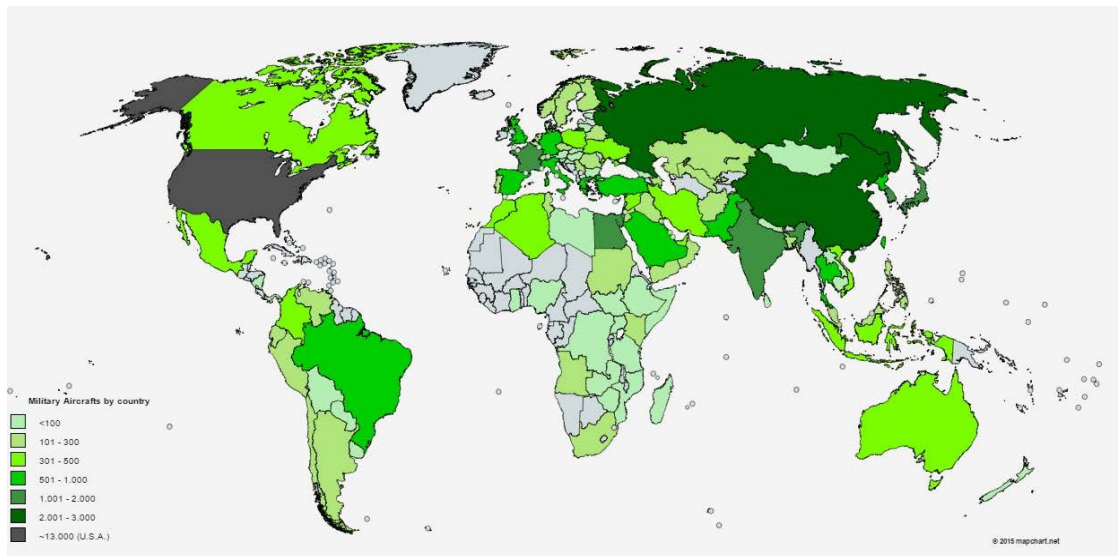 Military Aircrafts by country
<100
101 - 300
301 - 500
501 - 1.000
1.001 - 2.000
2.001 - 3.000
~13.000 (U.S.A.)
© 2015 mapchart.net